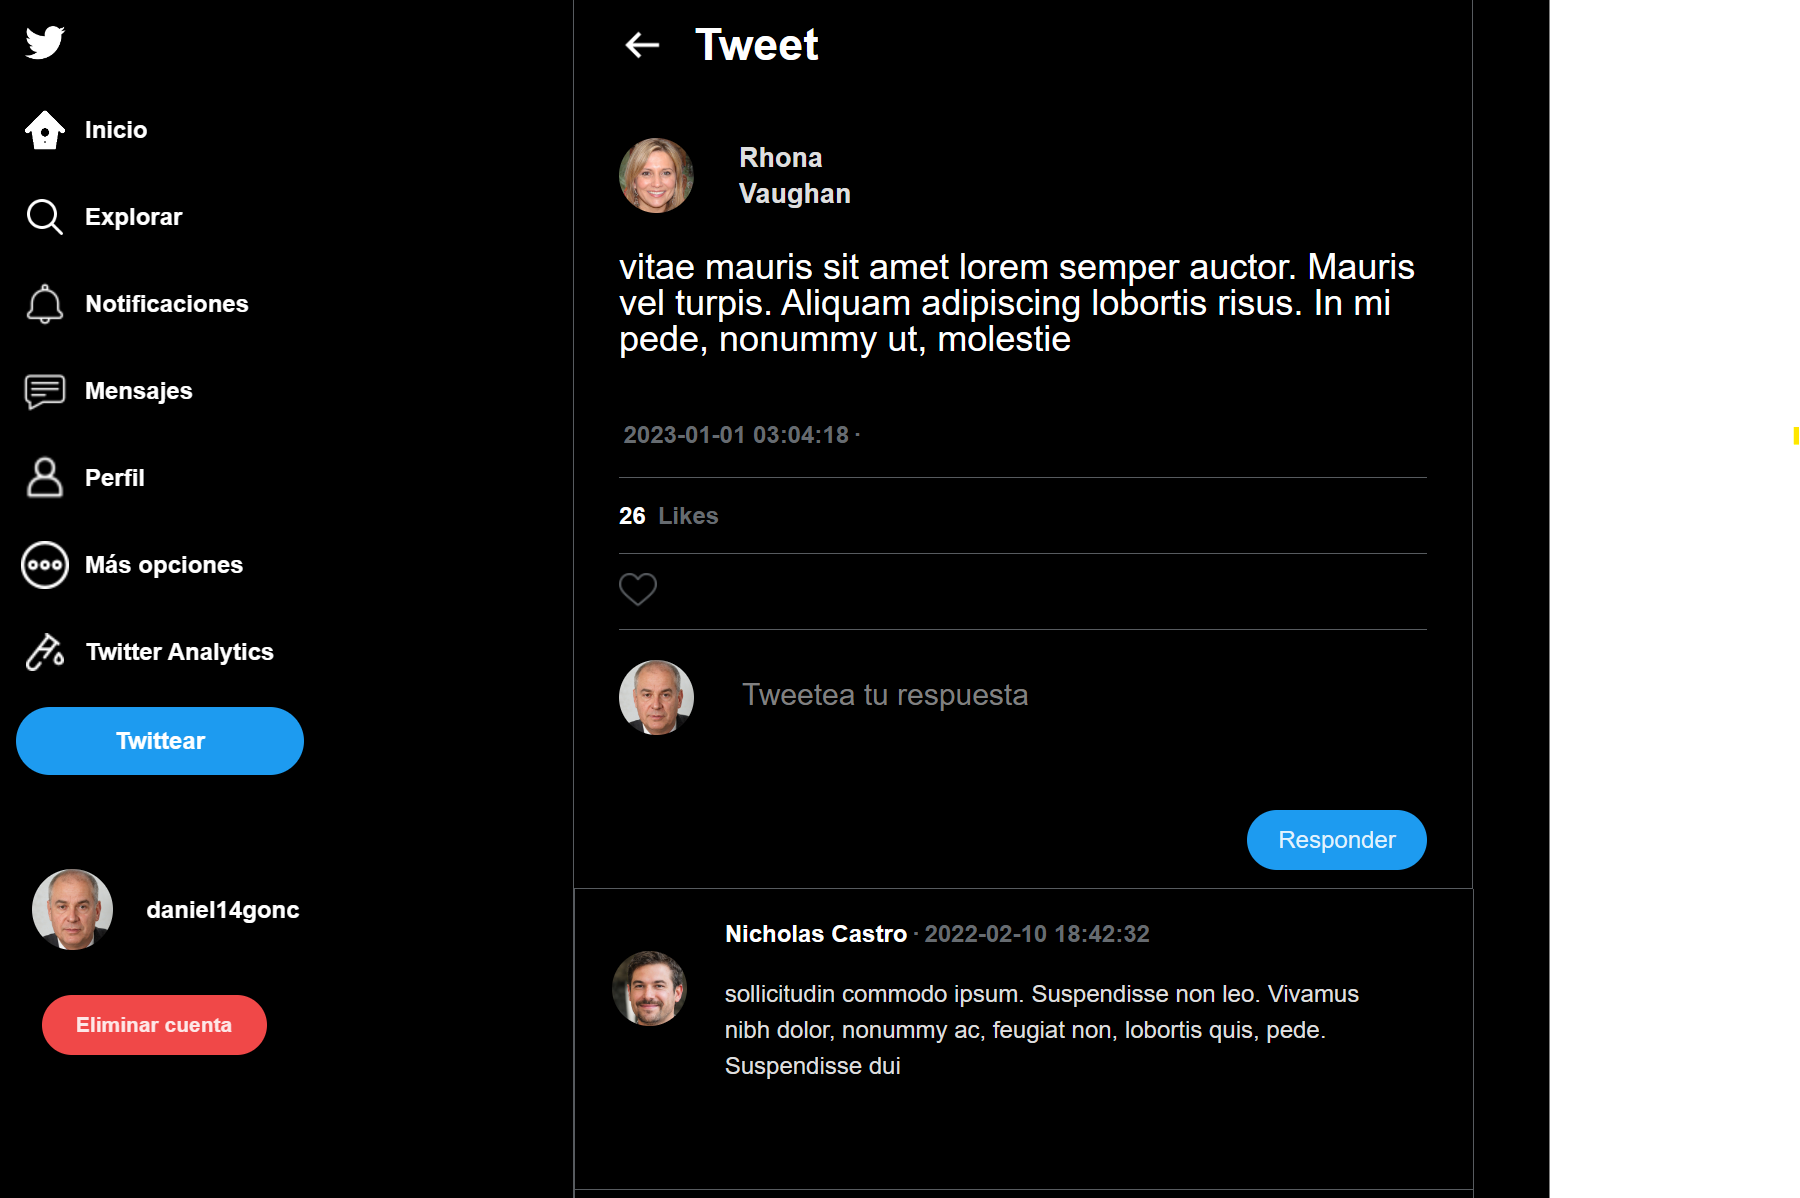 Inicio
Explorar
Notificaciones
Mensajes
Perfil
Más opciones
Twitter Analytics
Twittear
daniel14gonc
Eliminar cuenta
Tweet
Rhona
Vaughan
vitae mauris sit amet lorem semper auctor. Mauris
vel turpis. Aliquam adipiscing lobortis risus. In mi
pede, nonummy ut, molestie
2023-01-01 03:04:18 ·
26 Likes
Tweetea tu respuesta
Responder
Nicholas Castro · 2022-02-10 18:42:32
sollicitudin commodo ipsum. Suspendisse non leo. Vivamus
nibh dolor, nonummy ac, feugiat non, lobortis quis, pede.
Suspendisse dui